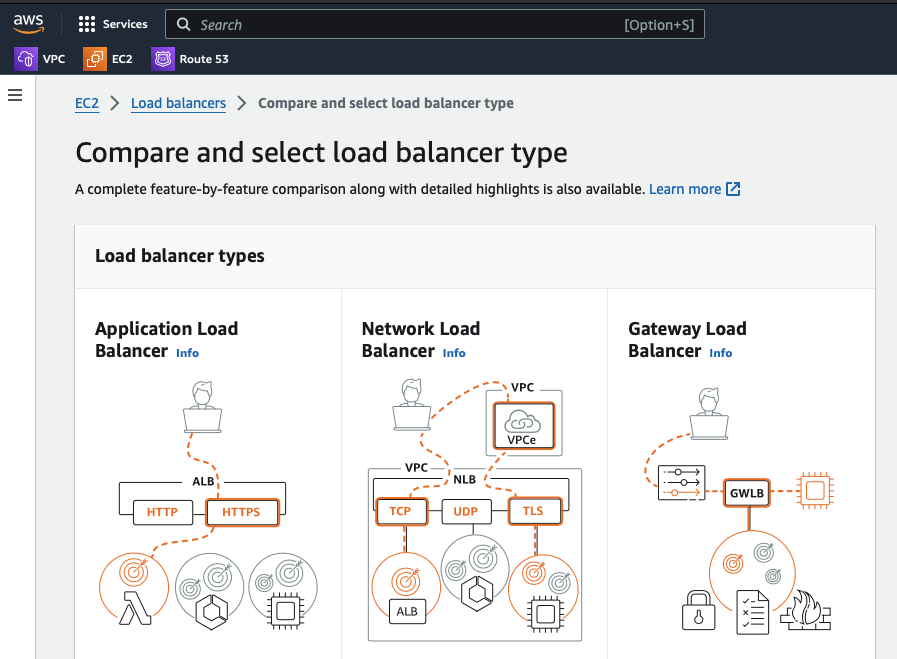 aws
Services
Search
[Option+S]
VPC
EC2
Route 53
EC2 > Load balancers > Compare and select load balancer type
Compare and select load balancer type
A complete feature-by-feature comparison along with detailed highlights is also available. Learn more
Load balancer types
Application Load
Balancer Info
ALB
HTTP
HTTPS
Network Load
Balancer Info
VPC
VPCe
VPC
NLB
TCP
UDP
TLS
ALB
Gateway Load
Balancer Info
GWLB